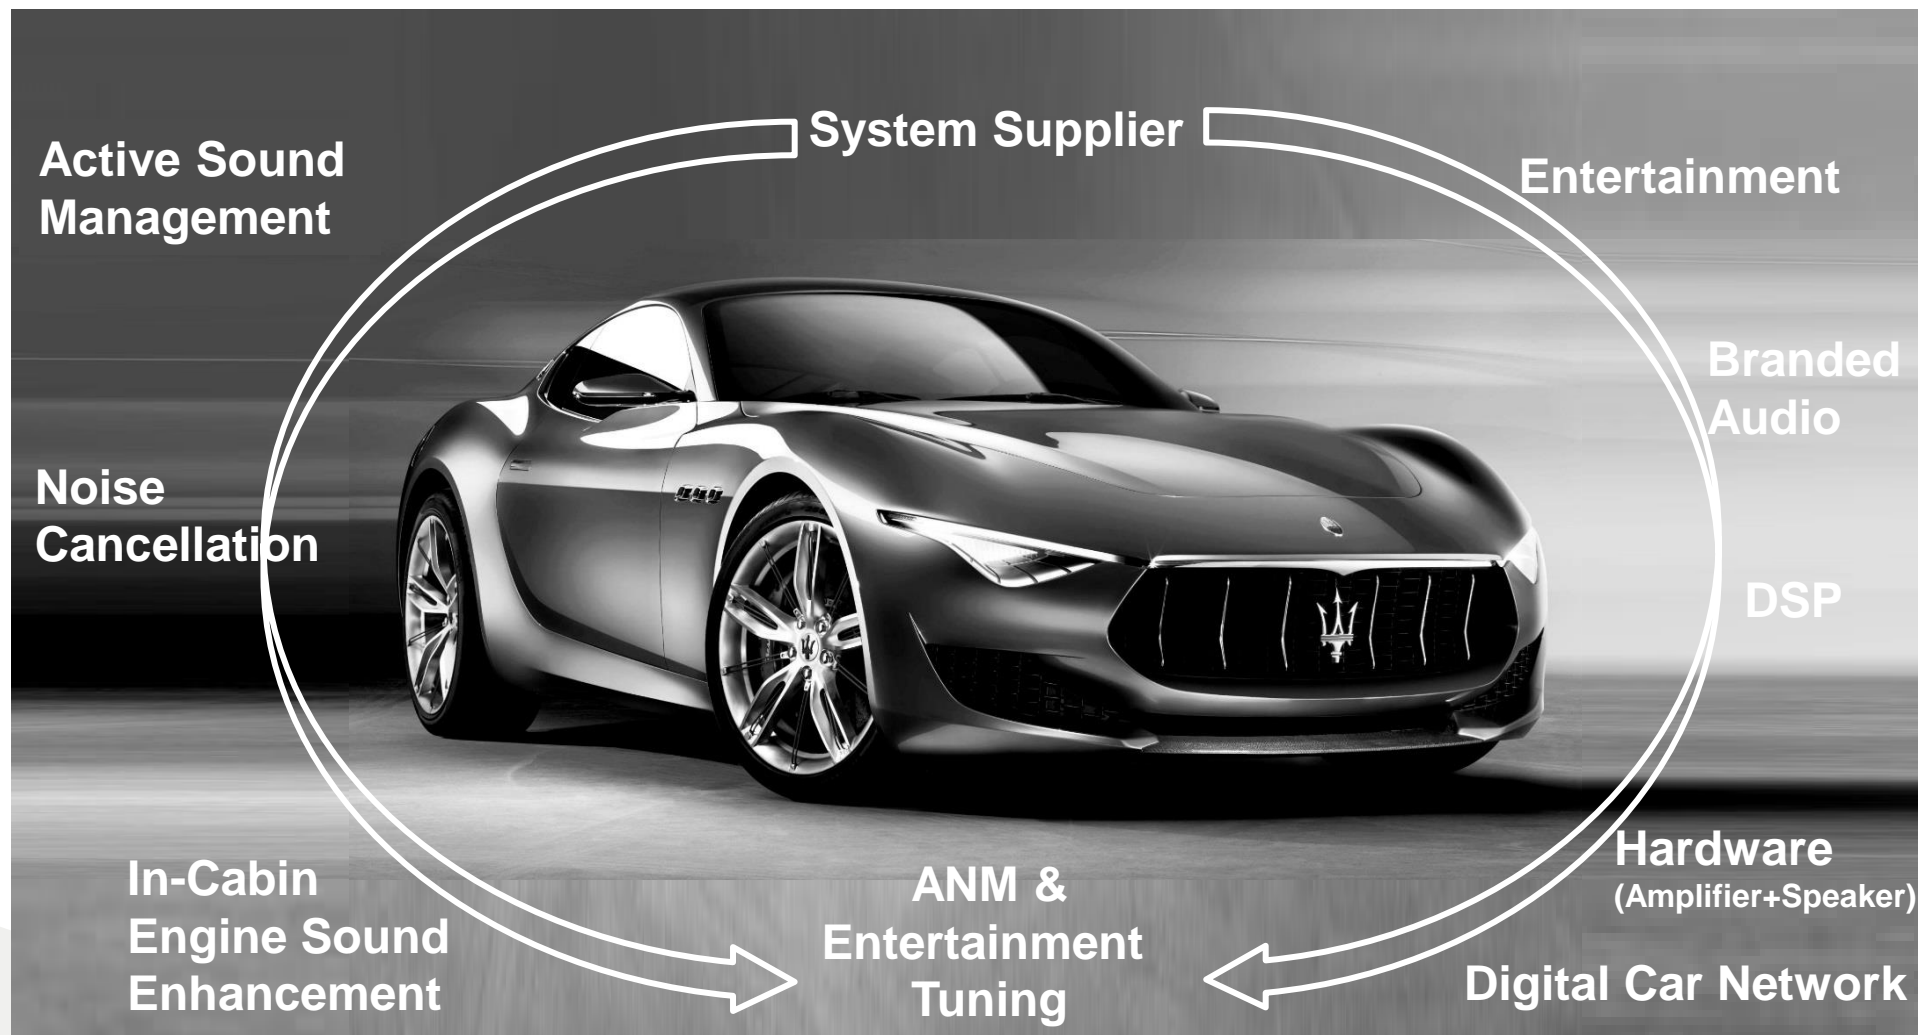 System Supplier
Active Sound
Management
Noise
Cancellation
In-Cabin
Engine Sound
Enhancement
Entertainment
Branded
Audio
DSP
Hardware
(Amplifier+Speaker)
Digital Car Network
ANM &
Entertainment
Tuning